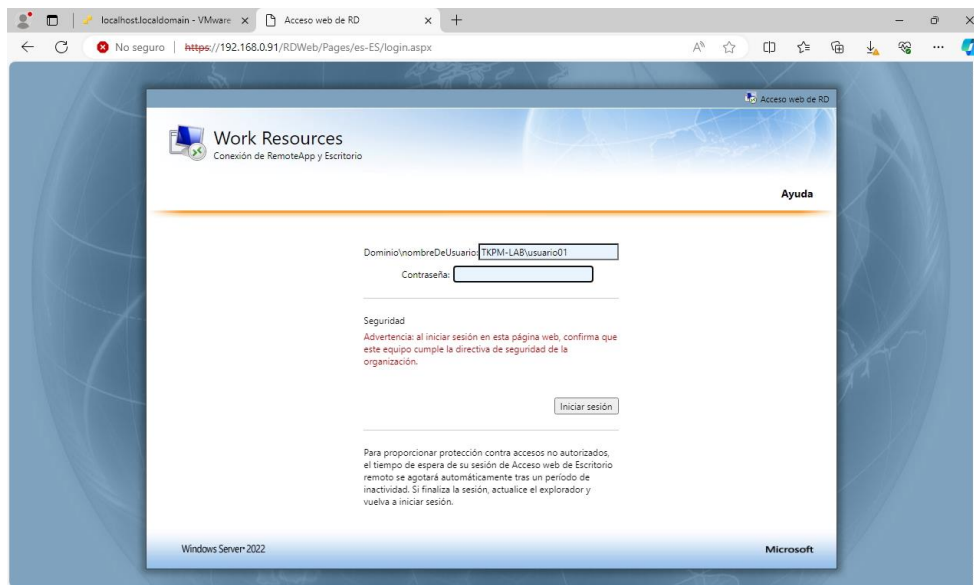 localhost.localdomain - VMware
Acceso web de RD
No seguro
https://192.168.0.91/RDWeb/Pages/es-ES/login.aspx
Acceso web de RD
Work Resources
Conexión de RemoteApp y Escritorio
Ayuda
Dominio\nombreDeUsuario: TKPM-LAB\usuario01
Contraseña:
Seguridad
Advertencia: al iniciar sesión en esta página web, confirma que
este equipo cumple la directiva de seguridad de la
organización.
Iniciar sesión
Para proporcionar protección contra accesos no autorizados,
el tiempo de espera de su sesión de Acceso web de Escritorio
remoto se agotará automáticamente tras un período de
inactividad. Si finaliza la sesión, actualice el explorador y
vuelva a iniciar sesión.
Windows Server 2022
Microsoft